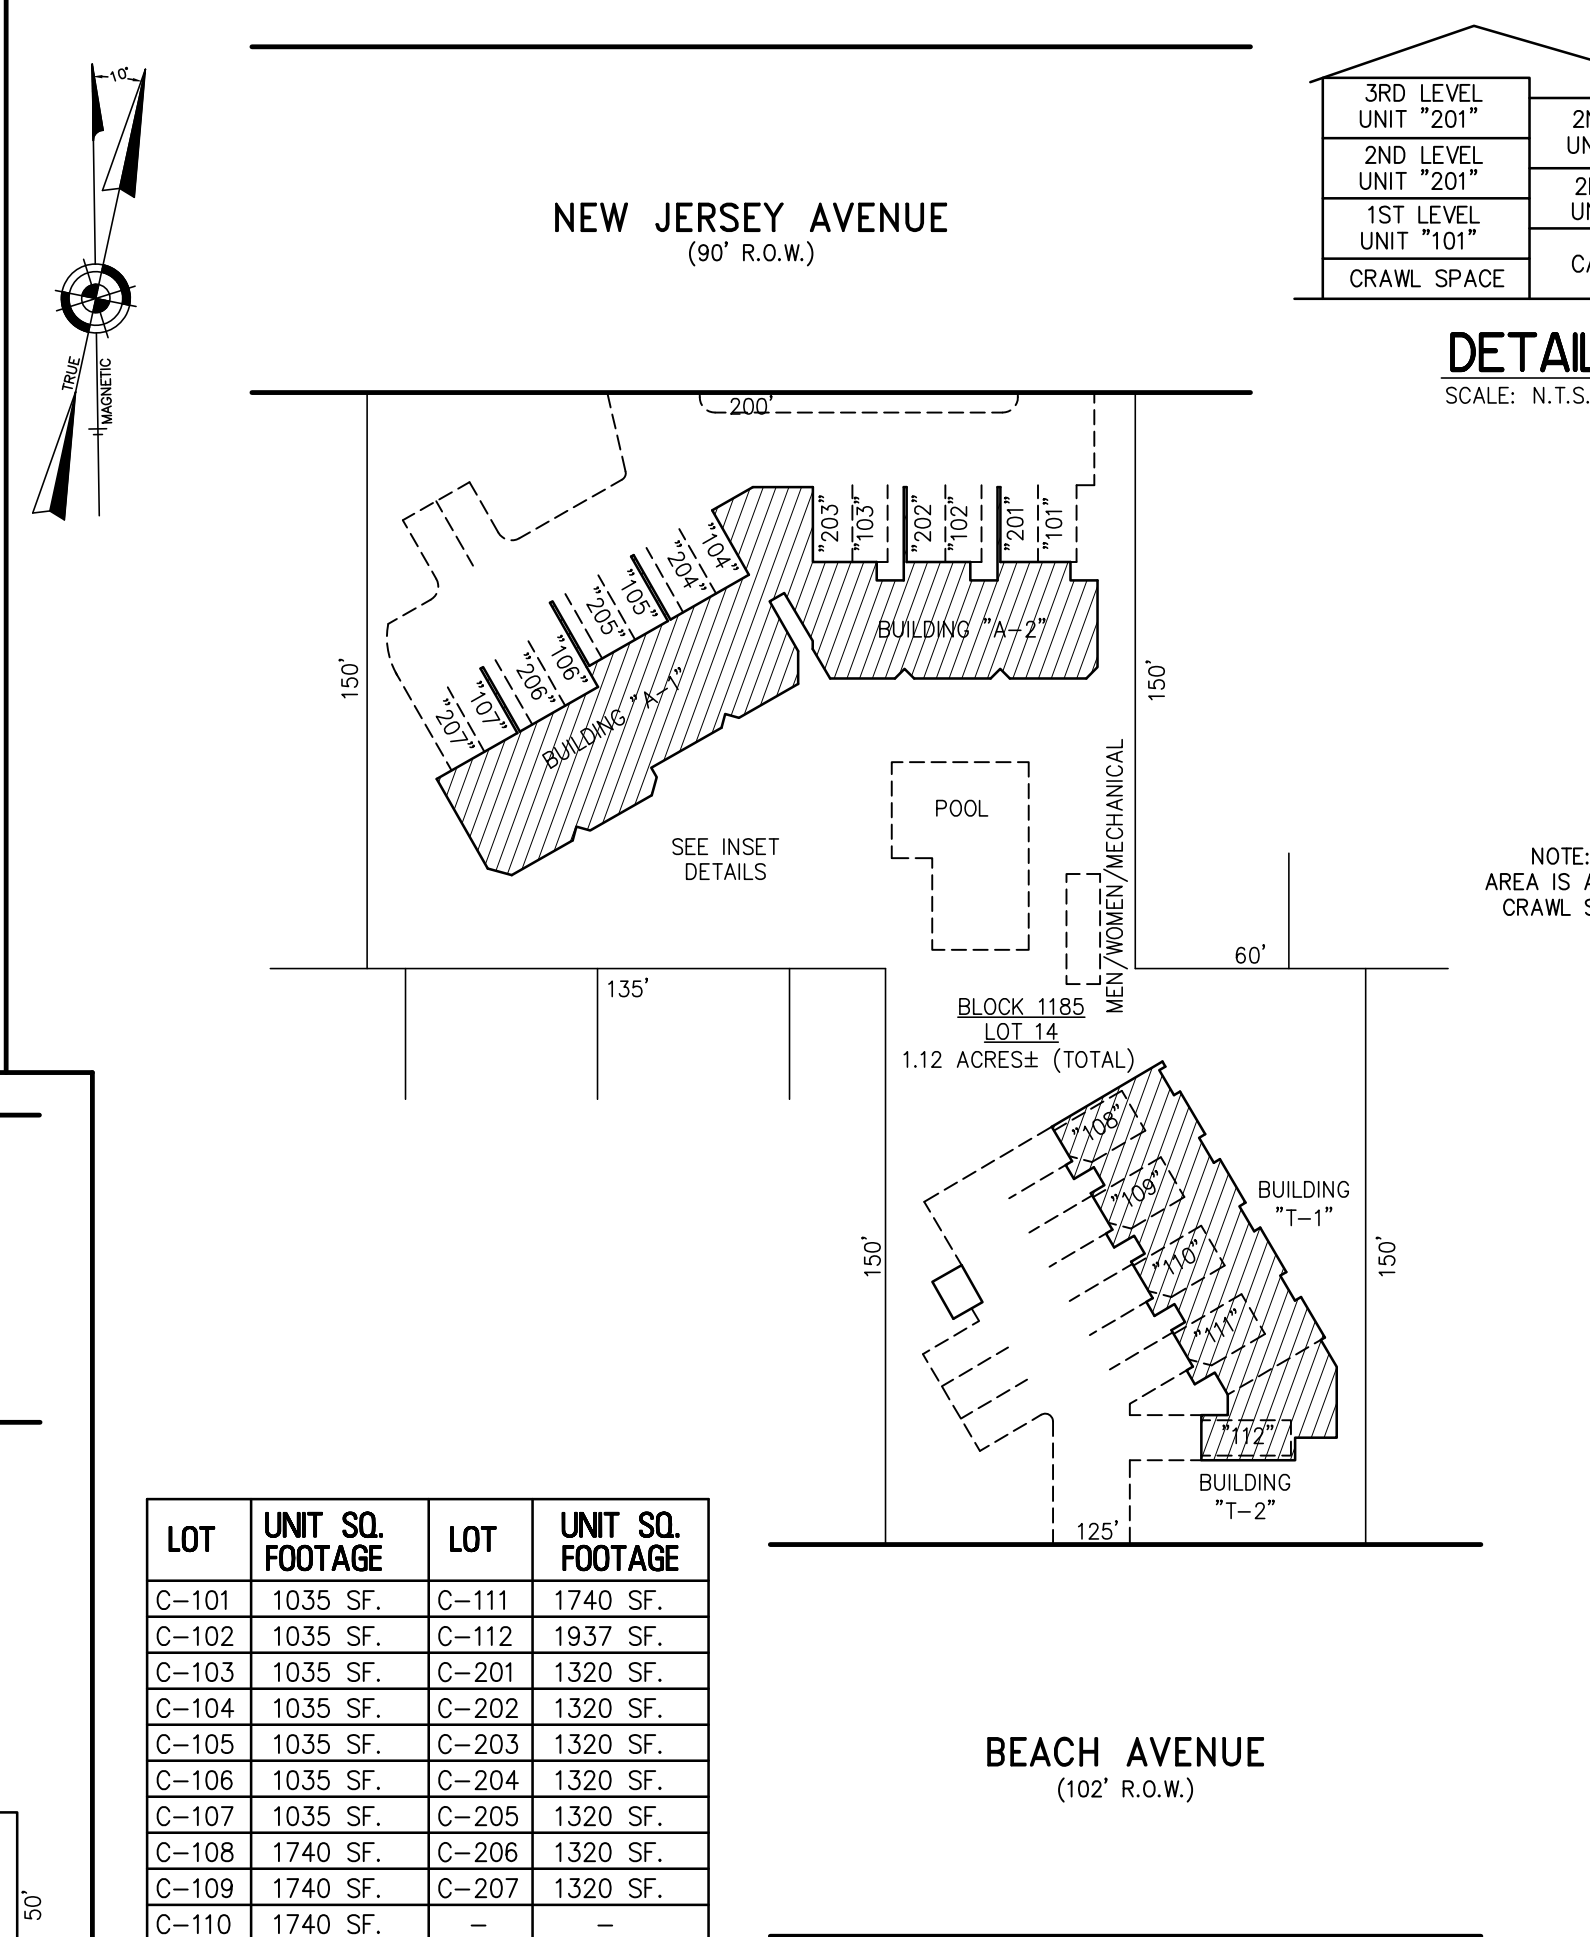 10°
TRUE
MAGNETIC
NEW JERSEY AVENUE
(90' R.O.W.)
3RD LEVEL
UNIT "201"
2ND LEVEL
UNIT "201"
1ST LEVEL
UNIT "101"
CRAWL SPACE
DETAIL
SCALE: N.T.S.
200'
150'
150'
"203"
"103"
"202"
"102"
"201"
"101"
"104"
"204"
"105"
"205"
"106"
"206"
"107"
"207"
BUILDING "A-2"
BUILDING "A-1"
POOL
MEN/WOMEN/MECHANICAL
SEE INSET
DETAILS
NOTE:
AREA IS
CRAWL
60'
135'
BLOCK 1185
LOT 14
1.12 ACRES± (TOTAL)
"108"
"109"
"110"
"111"
"112"
BUILDING
"T-1"
150'
150'
BUILDING
"T-2"
125'
LOT UNIT SQ. FOOTAGE LOT UNIT SQ. FOOTAGE
C-101 1035 SF. C-111 1740 SF.
C-102 1035 SF. C-112 1937 SF.
C-103 1035 SF. C-201 1320 SF.
C-104 1035 SF. C-202 1320 SF.
C-105 1035 SF. C-203 1320 SF.
C-106 1035 SF. C-204 1320 SF.
C-107 1035 SF. C-205 1320 SF.
C-108 1740 SF. C-206 1320 SF.
C-109 1740 SF. C-207 1320 SF.
C-110 1740 SF. - -
BEACH AVENUE
(102' R.O.W.)
50'